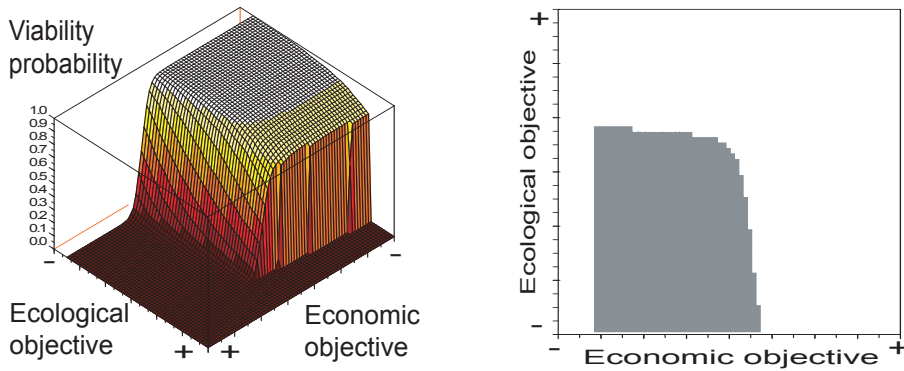 Viability
probability
1.0
0.9
0.8
0.7
0.6
0.5
0.4
0.3
0.2
0.1
0.0
-
-
Ecological
objective
+
+
Economic
objective
+
Ecological objective
-
-
Economic objective
+